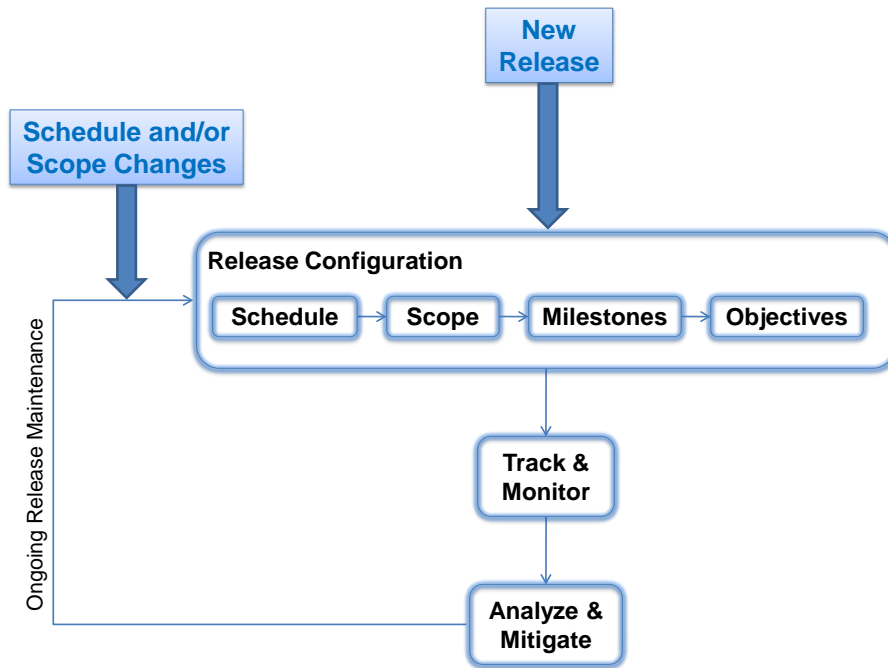 New
Release
Schedule and/or
Scope Changes
Release Configuration
Schedule
Scope
Milestones
Objectives
Ongoing Release Maintenance
Track &
Monitor
Analyze &
Mitigate